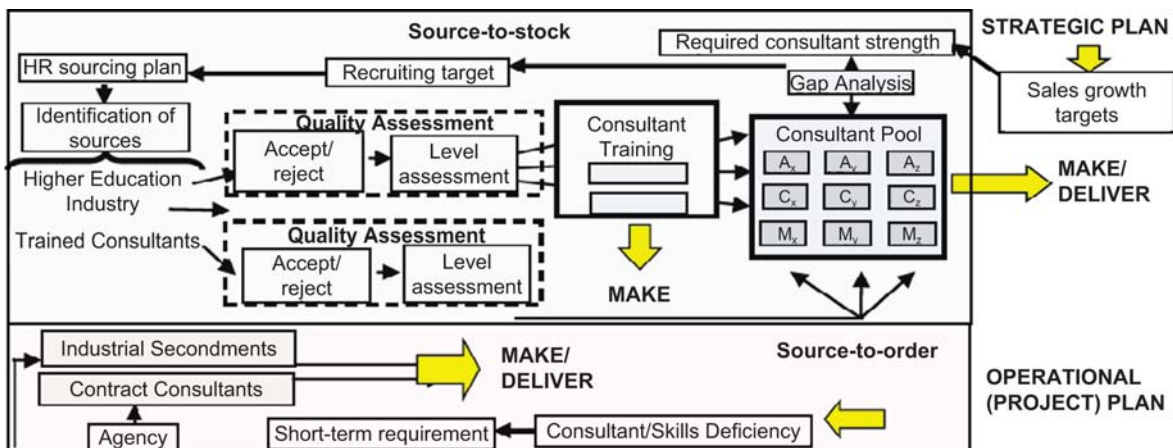 Source-to-stock
Required consultant strength
STRATEGIC PLAN
HR sourcing plan
Recruiting target
Gap Analysis
Sales growth
targets
Identification of
sources
Quality Assessment
Accept/
reject
Level
assessment
Consultant
Training
Consultant Pool
Ax Ay Az
Cx Cy Cz
Mx My Mz
MAKE/
DELIVER
Higher Education
Industry
Trained Consultants
Quality Assessment
Accept/
reject
Level
assessment
MAKE
Industrial Secondments
Contract Consultants
MAKE/
DELIVER
Source-to-order
OPERATIONAL
(PROJECT) PLAN
Agency
Short-term requirement
Consultant/Skills Deficiency